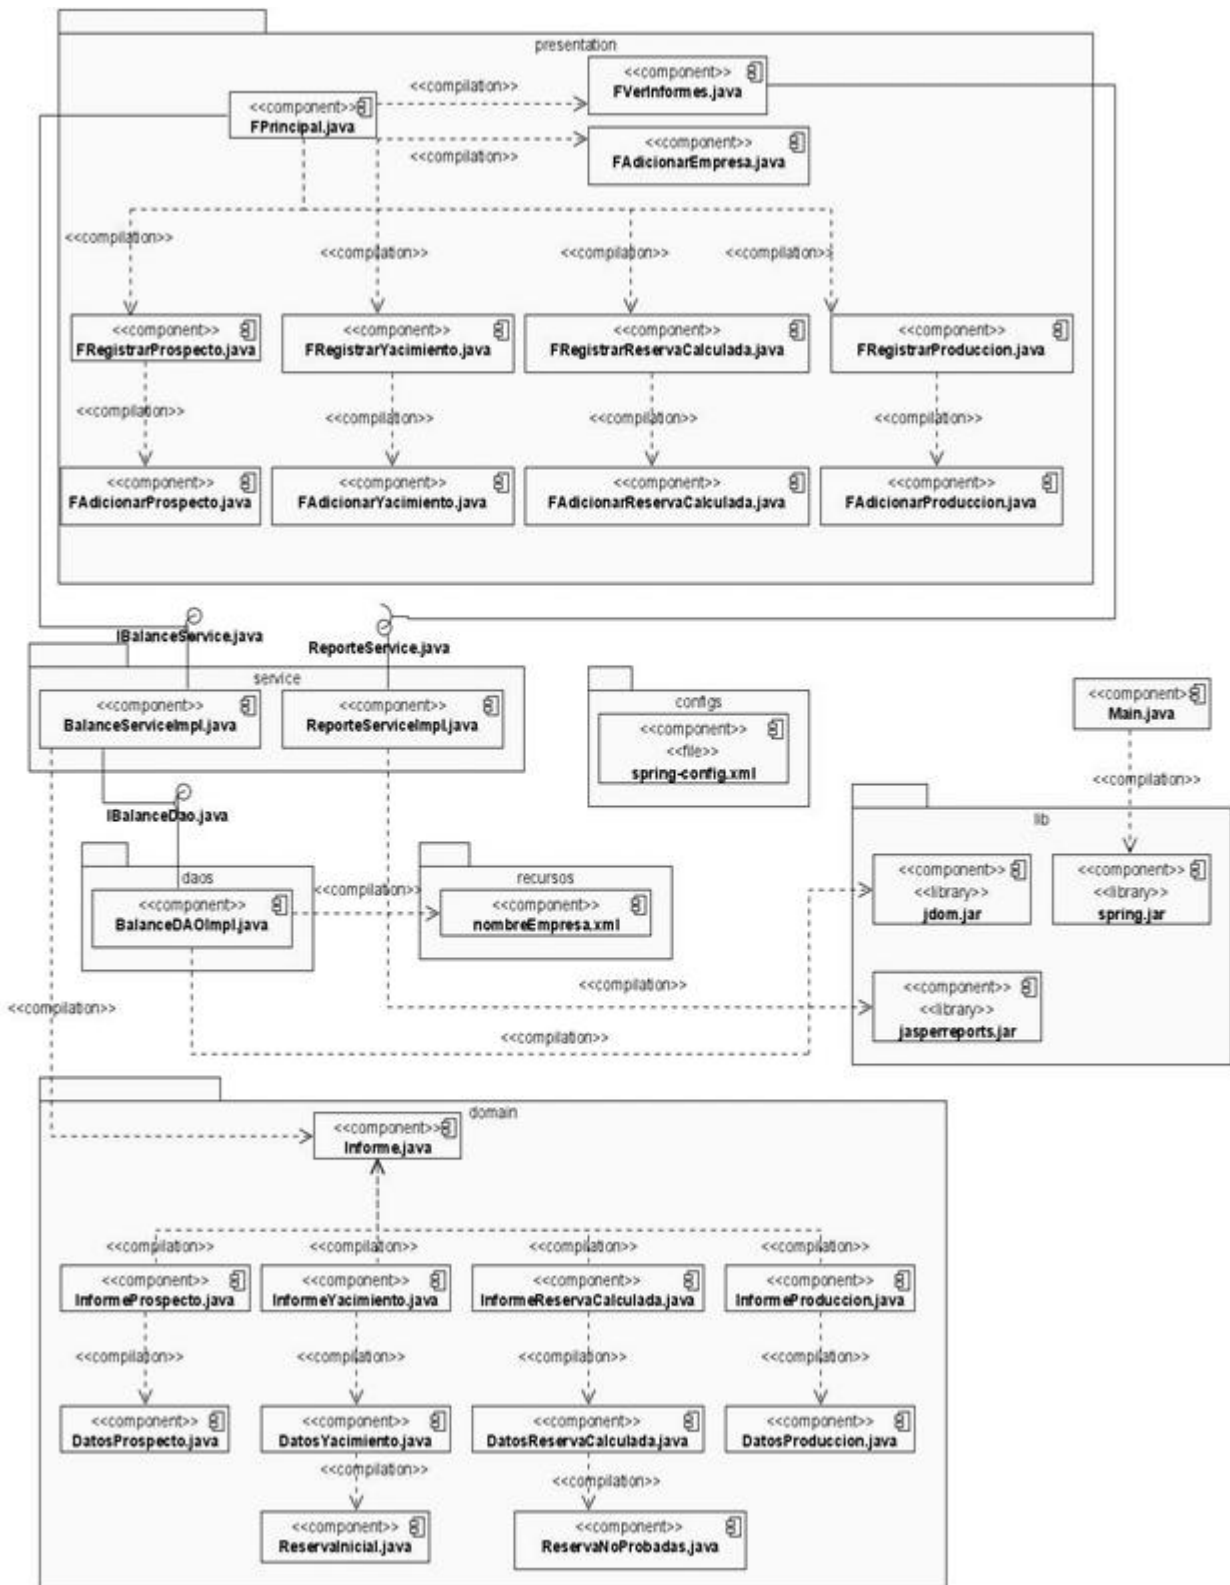 presentation
<<component>>
FVerInformes.java
<<compilation>>
<<component>>
FPrincipal.java
<<component>>
FAdicionarEmpresa.java
<<compilation>>
<<compilation>>
<<compilation>>
<<compilation>>
<<compilation>>
<<component>>
FRegistrarProspecto.java
<<component>>
FRegistrarYacimiento.java
<<component>>
FRegistrarReservaCalculada.java
<<component>>
FRegistrarProduccion.java
<<compilation>>
<<compilation>>
<<compilation>>
<<compilation>>
<<component>>
FAdicionarProspecto.java
<<component>>
FAdicionarYacimiento.java
<<component>>
FAdicionarReservaCalculada.java
<<component>>
FAdicionarProduccion.java
IBalanceService.java
ReporteService.java
service
<<component>>
BalanceServiceImpl.java
<<component>>
ReporteServiceImpl.java
configs
<<component>>
<<file>>
spring-config.xml
<<component>>
Main.java
<<compilation>>
IBalanceDao.java
lib
<<component>>
<<library>>
jdom.jar
<<component>>
<<library>>
spring.jar
daos
<<component>>
BalanceDAOImpl.java
<<compilation>>
recursos
<<component>>
nombreEmpresa.xml
<<compilation>>
<<component>>
<<library>>
jasperreports.jar
<<compilation>>
<<compilation>>
domain
<<component>>
Informe.java
<<compilation>>
<<compilation>>
<<compilation>>
<<compilation>>
<<component>>
InformeProspecto.java
<<component>>
InformeYacimiento.java
<<component>>
InformeReservaCalculada.java
<<component>>
InformeProduccion.java
<<compilation>>
<<compilation>>
<<compilation>>
<<compilation>>
<<component>>
DatosProspecto.java
<<component>>
DatosYacimiento.java
<<component>>
DatosReservaCalculada.java
<<component>>
DatosProduccion.java
<<compilation>>
<<compilation>>
<<component>>
ReservaInicial.java
<<component>>
ReservaNoProbadas.java